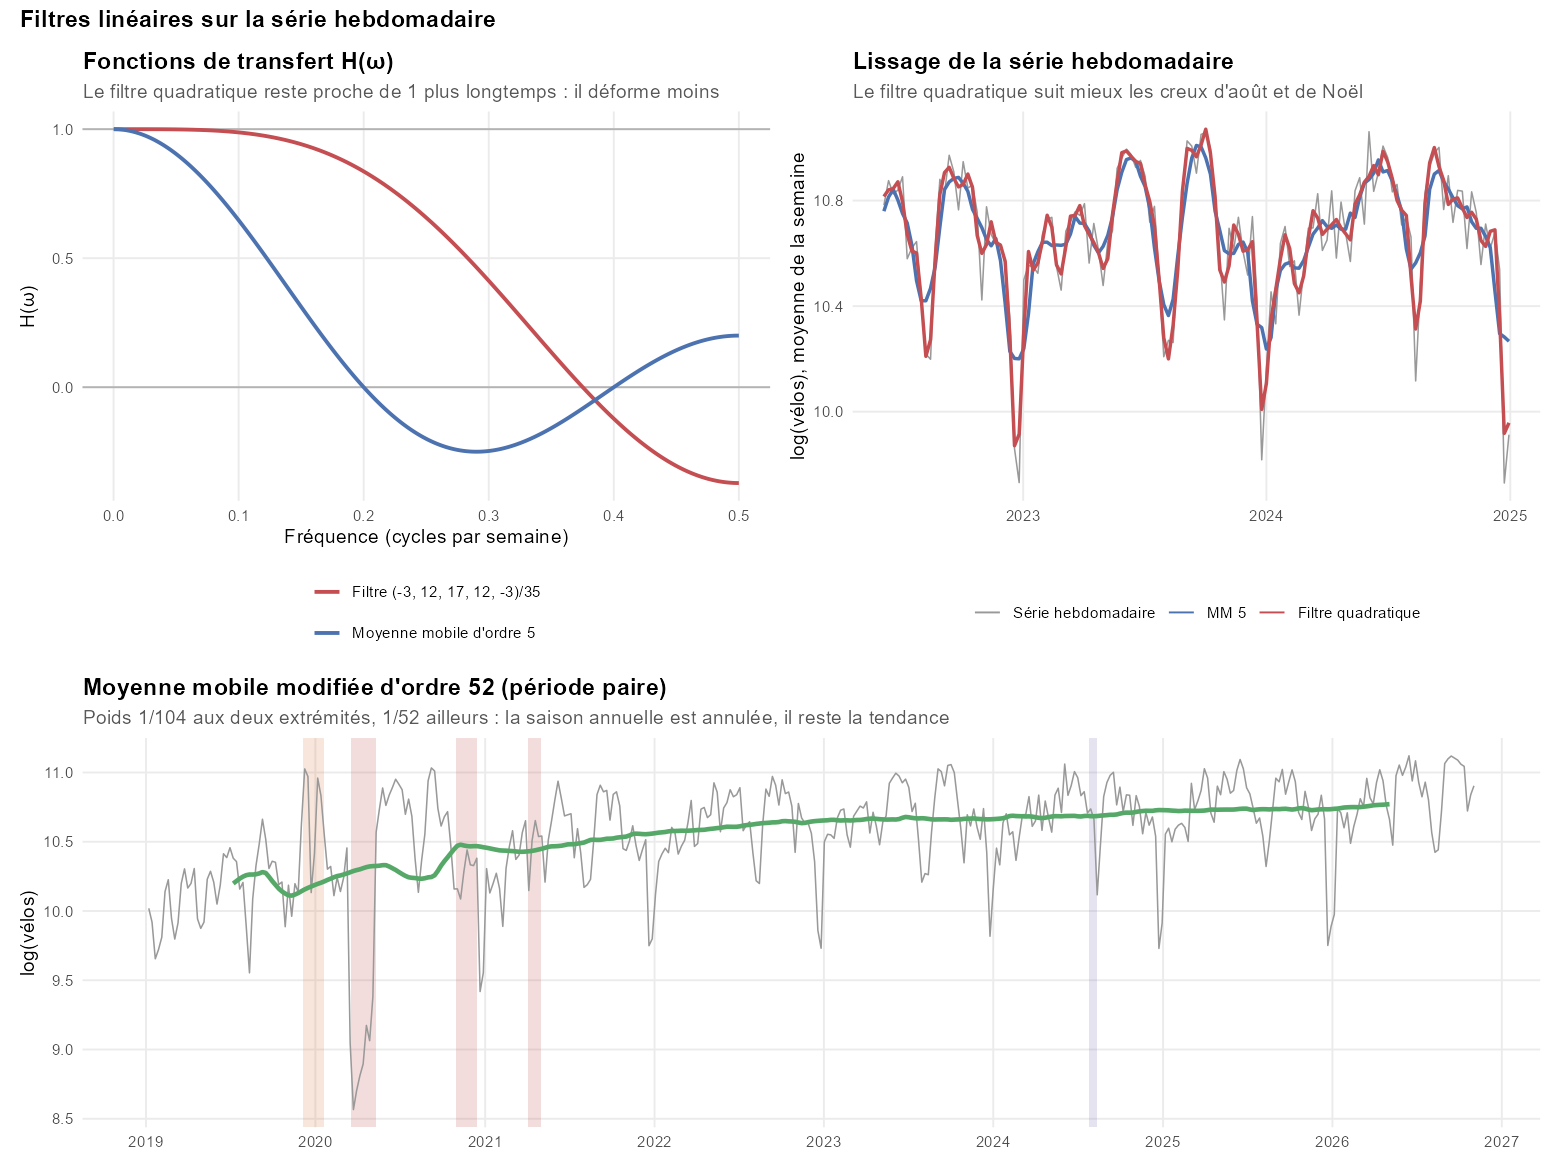 Filtres linéaires sur la série hebdomadaire
Fonctions de transfert H(ω)
Le filtre quadratique reste proche de 1 plus longtemps : il déforme moins
H(ω)
1.0
0.5
0.0
0.0 0.1 0.2 0.3 0.4 0.5
Fréquence (cycles par semaine)
Filtre (-3, 12, 17, 12, -3)/35
Moyenne mobile d'ordre 5
Lissage de la série hebdomadaire
Le filtre quadratique suit mieux les creux d'août et de Noël
log(vélos), moyenne de la semaine
10.8
10.4
10.0
2023 2024 2025
Série hebdomadaire MM 5 Filtre quadratique
Moyenne mobile modifiée d'ordre 52 (période paire)
Poids 1/104 aux deux extrémités, 1/52 ailleurs : la saison annuelle est annulée, il reste la tendance
log(vélos)
11.0
10.5
10.0
9.5
9.0
8.5
2019 2020 2021 2022 2023 2024 2025 2026 2027